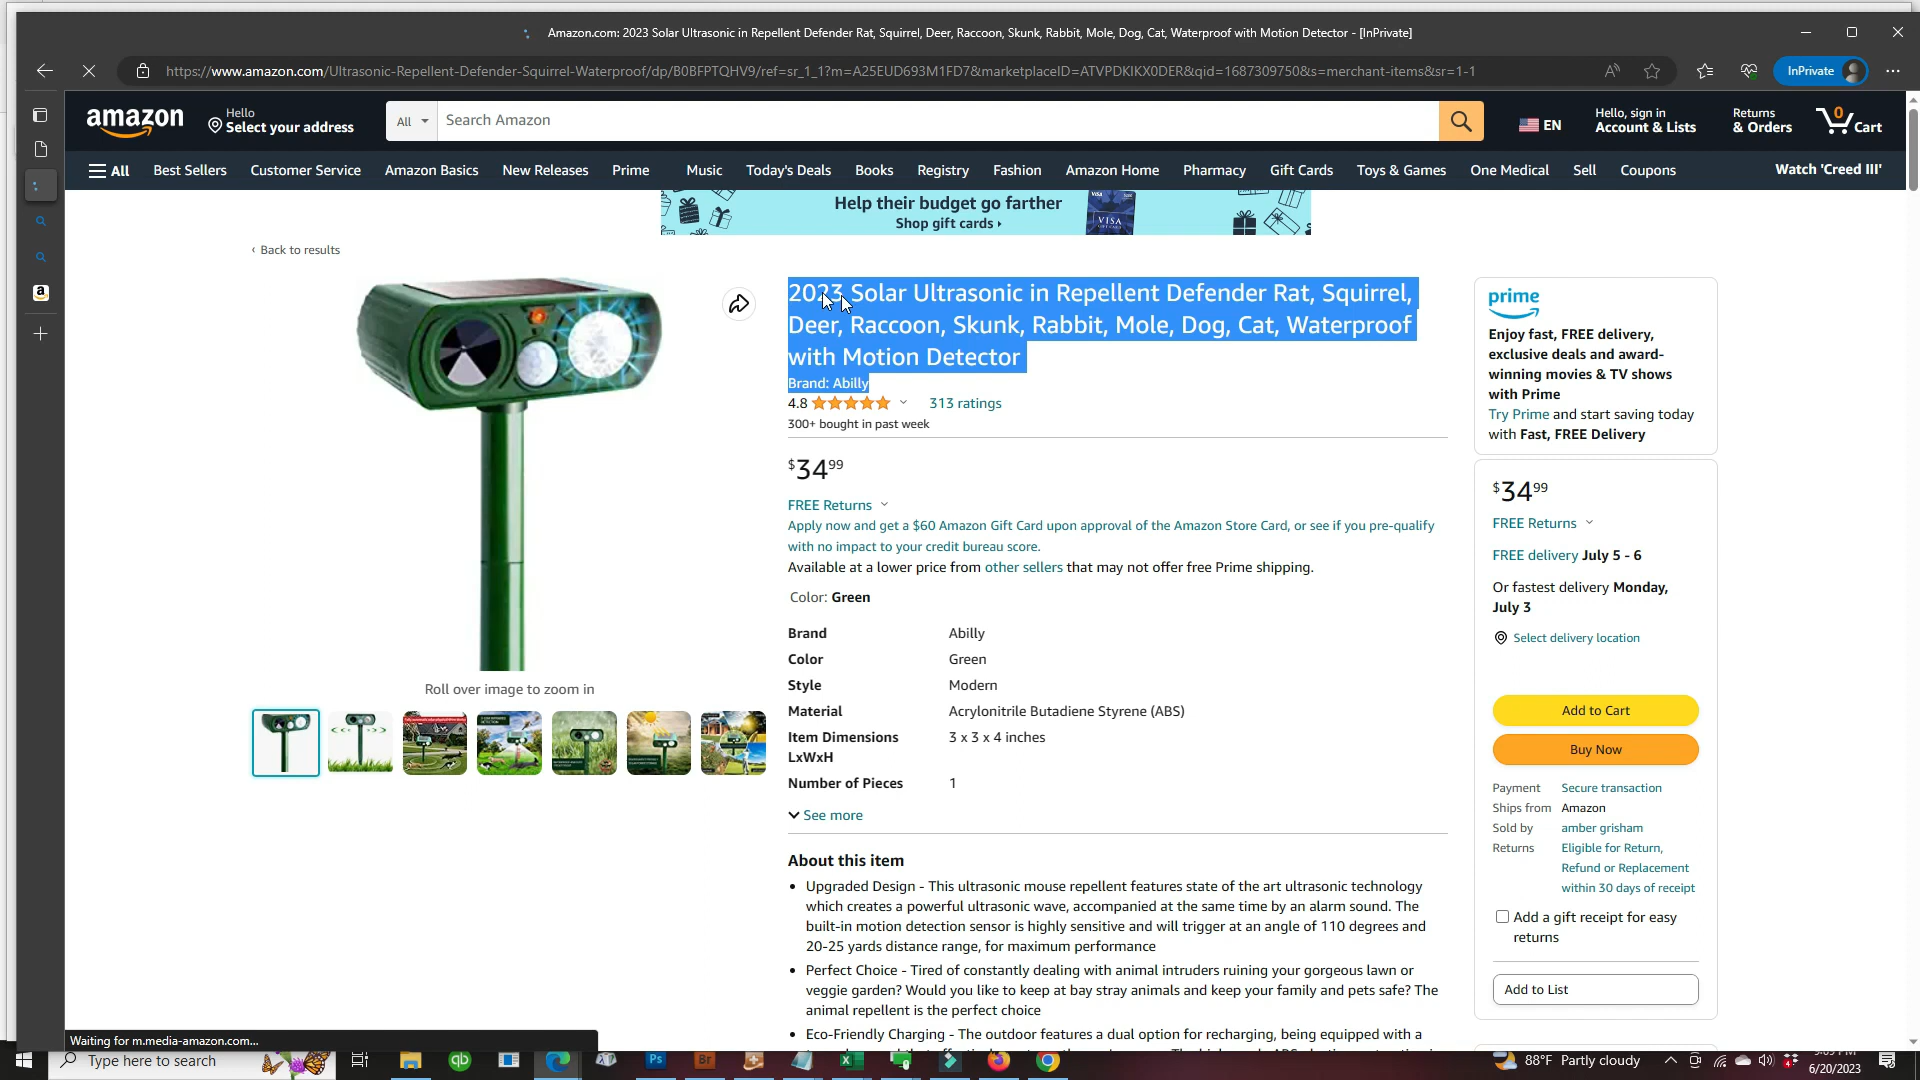 Amazon.com: 2023 Solar Ultrasonic in Repellent Defender Rat, Squirrel, Deer, Raccoon, Skunk, Rabbit, Mole, Dog, Cat, Waterproof with Motion Detector - [InPrivate]
https://www.amazon.com/Ultrasonic-Repellent-Defender-Squirrel-Waterproof/dp/B0BFPTQHV9/ref=sr_1_1?m=A25EUD693M1FD7&marketplaceID=ATVPDKIKX0DER&qid=1687309750&s=merchant-items&sr=1-1
InPrivate
amazon
Hello
Select your address
All
Search Amazon
EN
Hello, sign in
Account & Lists
Returns
& Orders
0
Cart
All Best Sellers Customer Service Amazon Basics New Releases Prime Music Today's Deals Books Registry Fashion Amazon Home Pharmacy Gift Cards Toys & Games One Medical Sell Coupons
Watch 'Creed III'
Help their budget go farther
Shop gift cards
VISA
‹ Back to results
2023 Solar Ultrasonic in Repellent Defender Rat, Squirrel,
Deer, Raccoon, Skunk, Rabbit, Mole, Dog, Cat, Waterproof
with Motion Detector
Brand: Abilly
4.8 313 ratings
300+ bought in past week
$34 99
FREE Returns
Apply now and get a $60 Amazon Gift Card upon approval of the Amazon Store Card, or see if you pre-qualify
with no impact to your credit bureau score.
Available at a lower price from other sellers that may not offer free Prime shipping.
Color: Green
Brand Abilly
Color Green
Style Modern
Material Acrylonitrile Butadiene Styrene (ABS)
Item Dimensions 3 x 3 x 4 inches
LxWxH
Number of Pieces 1
See more
About this item
• Upgraded Design - This ultrasonic mouse repellent features state of the art ultrasonic technology
which creates a powerful ultrasonic wave, accompanied at the same time by an alarm sound. The
built-in motion detection sensor is highly sensitive and will trigger at an angle of 110 degrees and
20-25 yards distance range, for maximum performance
• Perfect Choice - Tired of constantly dealing with animal intruders ruining your gorgeous lawn or
veggie garden? Would you like to keep at bay stray animals and keep your family and pets safe? The
animal repellent is the perfect choice
• Eco-Friendly Charging - The outdoor features a dual option for recharging, being equipped with a
Roll over image to zoom in
prime
Enjoy fast, FREE delivery,
exclusive deals and award-
winning movies & TV shows
with Prime
Try Prime and start saving today
with Fast, FREE Delivery
$34 99
FREE Returns
FREE delivery July 5 - 6
Or fastest delivery Monday,
July 3
Select delivery location
Add to Cart
Buy Now
Payment Secure transaction
Ships from Amazon
Sold by amber grisham
Returns Eligible for Return,
Refund or Replacement
within 30 days of receipt
Add a gift receipt for easy
returns
Add to List
Waiting for m.media-amazon.com...
Type here to search
88°F Partly cloudy
6/20/2023